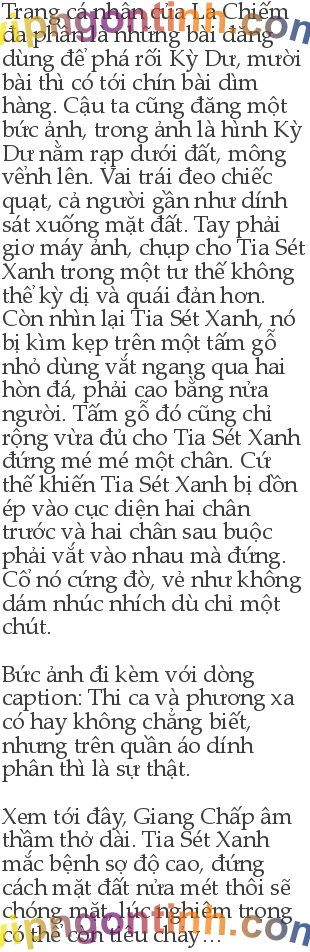 Trang cá nhân của Lã Chiếm
đa phần là những bài đăng
dùng để phá rối Kỳ Dư, mười
bài thì có tới chín bài dìm
hàng. Cậu ta cũng đăng một
bức ảnh, trong ảnh là hình Kỳ
Dư nằm rạp dưới đất, mông
vểnh lên. Vai trái đeo chiếc
quạt, cả người gần như dính
sát xuống mặt đất. Tay phải
giơ máy ảnh, chụp cho Tia Sét
Xanh trong một tư thế không
thể kỳ dị và quái đản hơn.
Còn nhìn lại Tia Sét Xanh, nó
bị kìm kẹp trên một tấm gỗ
nhỏ dùng vắt ngang qua hai
hòn đá, phải cao bằng nửa
người. Tấm gỗ đó cũng chỉ
rộng vừa đủ cho Tia Sét Xanh
đứng mé mé một chân. Cứ
thế khiến Tia Sét Xanh bị dồn
ép vào cục diện hai chân
trước và hai chân sau buộc
phải vắt vào nhau mà đứng.
Cổ nó cứng đờ, vẻ như không
dám nhúc nhích dù chỉ một
chút.
Bức ảnh đi kèm với dòng
caption: Thi ca và phương xa
có hay không chẳng biết,
nhưng trên quần áo dính
phân thì là sự thật.
Xem tới đây, Giang Chấp âm
thầm thở dài. Tia Sét Xanh
mắc bệnh sợ độ cao, đứng
cách mặt đất nửa mét thôi sẽ
chóng mặt, lúc nghiêm trọng
có thể còn tiêu chảy…
vipngontinh.com
vipngontinh.com